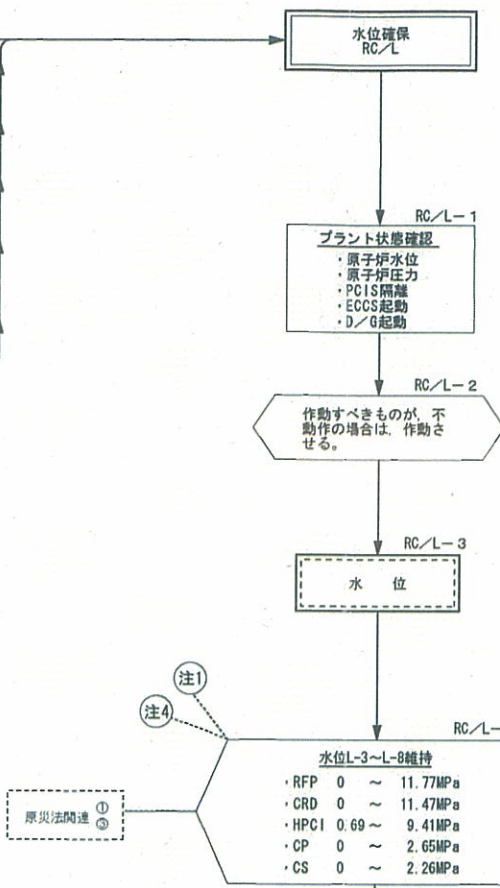 水位確保
RC/L
RC/L-1
プラント状態確認
・原子炉水位
・原子炉圧力
・PCIS隔離
・ECCS起動
・D/G起動
RC/L-2
作動すべきものが、不
動作の場合は、作動さ
せる。
RC/L-3
水 位
注1
注4
RC/L-
水位L-3～L-8維持
・RFP 0 ～ 11.77MPa
・CRD 0 ～ 11.47MPa
・HPCI 0.69 ～ 9.41MPa
・CP 0 ～ 2.65MPa
・CS 0 ～ 2.26MPa
原災法関連 ①
③